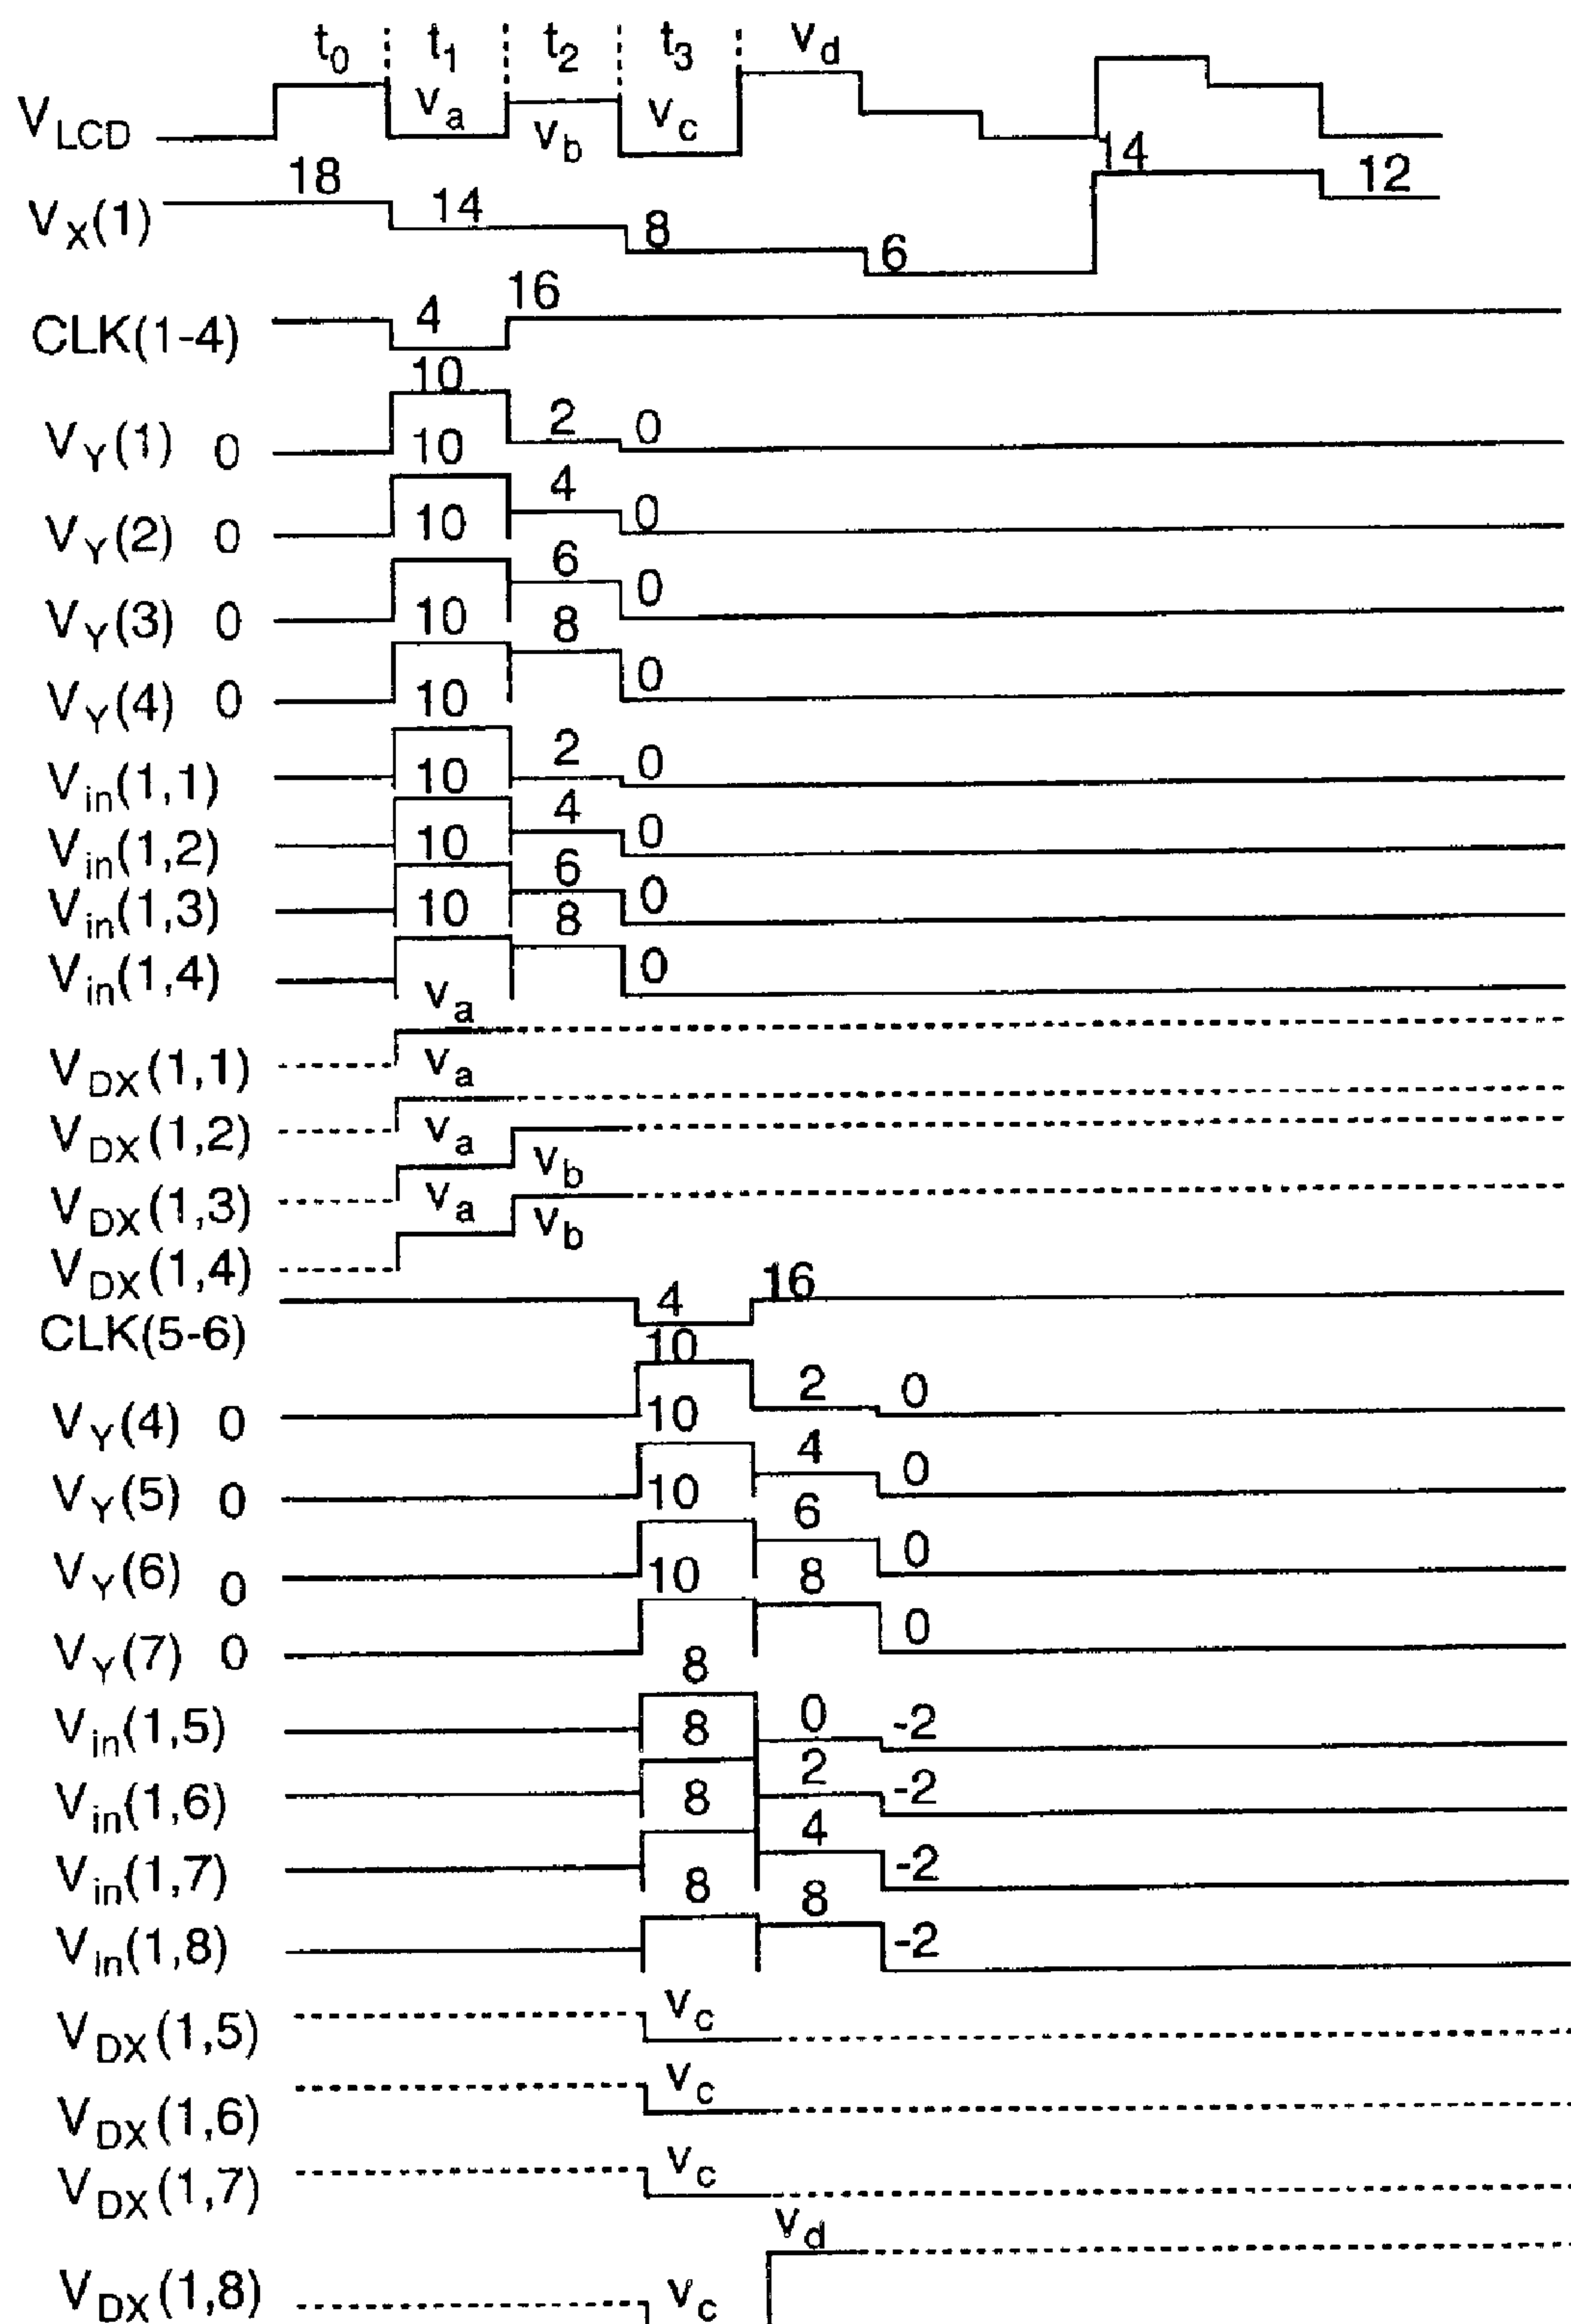 t0 t1 t2 t3 vd
VLCD va vb vc
VX(1) 18 14 8 6 14 12
CLK(1-4) 4 16
VY(1) 0 10 2 0
VY(2) 0 10 4 0
VY(3) 0 10 6 0
VY(4) 0 10 8 0
Vin(1,1) 10 2 0
Vin(1,2) 10 4 0
Vin(1,3) 10 6 0
Vin(1,4) 10 8 0
VDX(1,1) va
VDX(1,2) va
VDX(1,3) va vb
VDX(1,4) va vb
CLK(5-6) 4 16
VY(4) 0 10 2 0
VY(5) 0 10 4 0
VY(6) 0 10 6 0
VY(7) 0 10 8 0
Vin(1,5) 8 0 -2
Vin(1,6) 8 2 -2
Vin(1,7) 8 4 -2
Vin(1,8) 8 8 -2
VDX(1,5) vc
VDX(1,6) vc
VDX(1,7) vc
VDX(1,8) vc vd